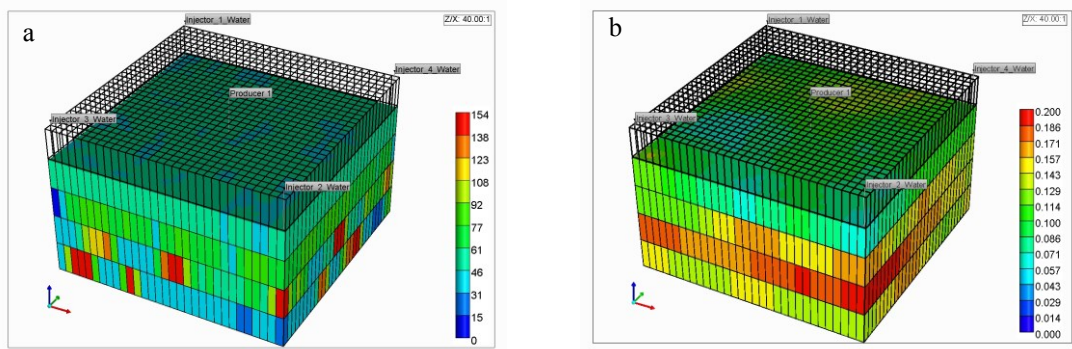 a
Injector_1_Water
Z/X: 40.00:1
Injector_4_Water
Producer 1
Injector_3_Water
Injector_2_Water
154
138
123
108
92
77
61
46
31
15
0
b
Injector_1_Water
Z/X: 40.00:1
Injector_4_Water
Producer 1
Injector_3_Water
Injector_2_Water
0.200
0.186
0.171
0.157
0.143
0.129
0.114
0.100
0.086
0.071
0.057
0.043
0.029
0.014
0.000